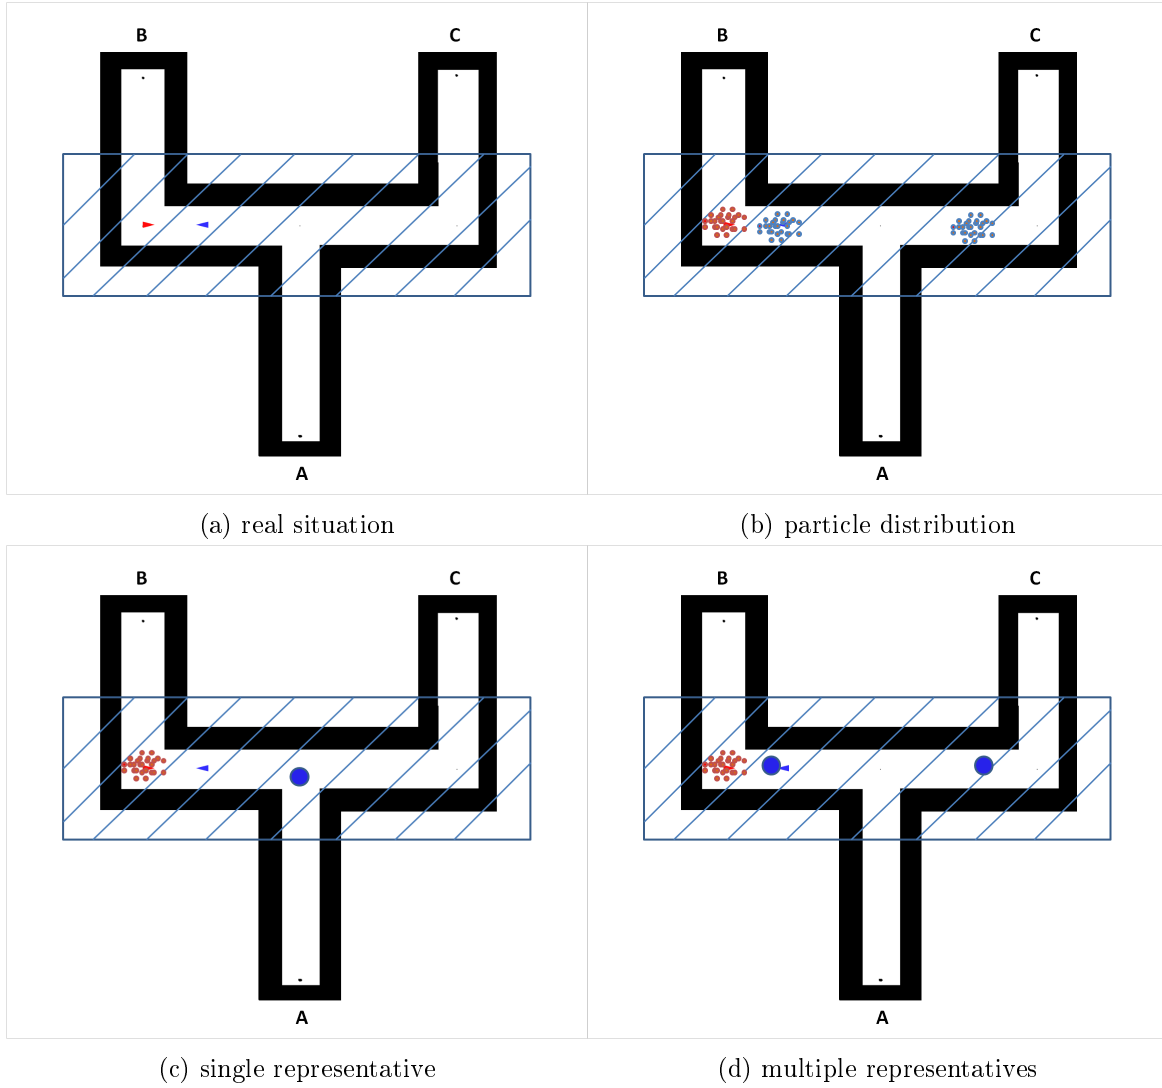 B C B C
A A
(a) real situation (b) particle distribution
B C B C
A A
(c) single representative (d) multiple representatives